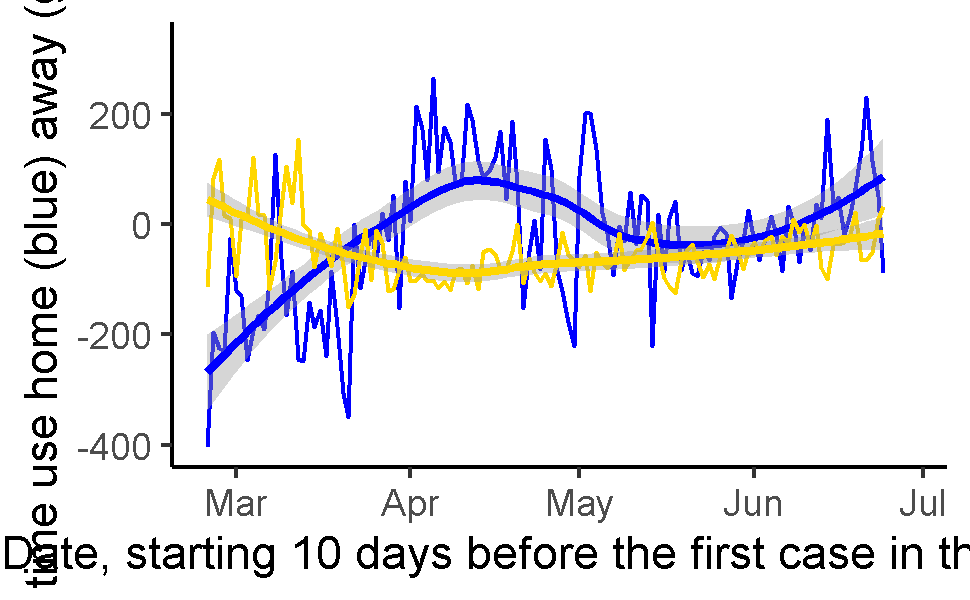 time use home (blue) away (
200
0
-200
-400
Mar Apr May Jun Jul
Date, starting 10 days before the first case in th